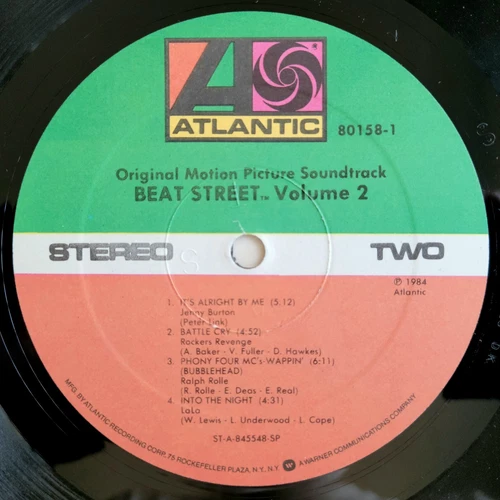 ATLANTIC
80158-1
Original Motion Picture Soundtrack
BEAT STREET™ Volume 2
STEREO
TWO
℗ 1984
Atlantic
1. IT'S ALRIGHT BY ME (5.12)
Jenny Burton
(Peter Link)
2. BATTLE CRY (4:52)
Rockers Revenge
(A. Baker - V. Fuller - D. Hawkes)
3. PHONY FOUR MC's-WAPPIN' (6:11)
(BUBBLEHEAD)
Ralph Rolle
(R. Rolle - E. Deas - E. Real)
4. INTO THE NIGHT (4:31)
LaLa
(W. Lewis - L. Underwood - L. Cope)
ST-A-845548-SP
MFG. BY ATLANTIC RECORDING CORP., 75 ROCKEFELLER PLAZA, N.Y., N.Y. A WARNER COMMUNICATIONS COMPANY